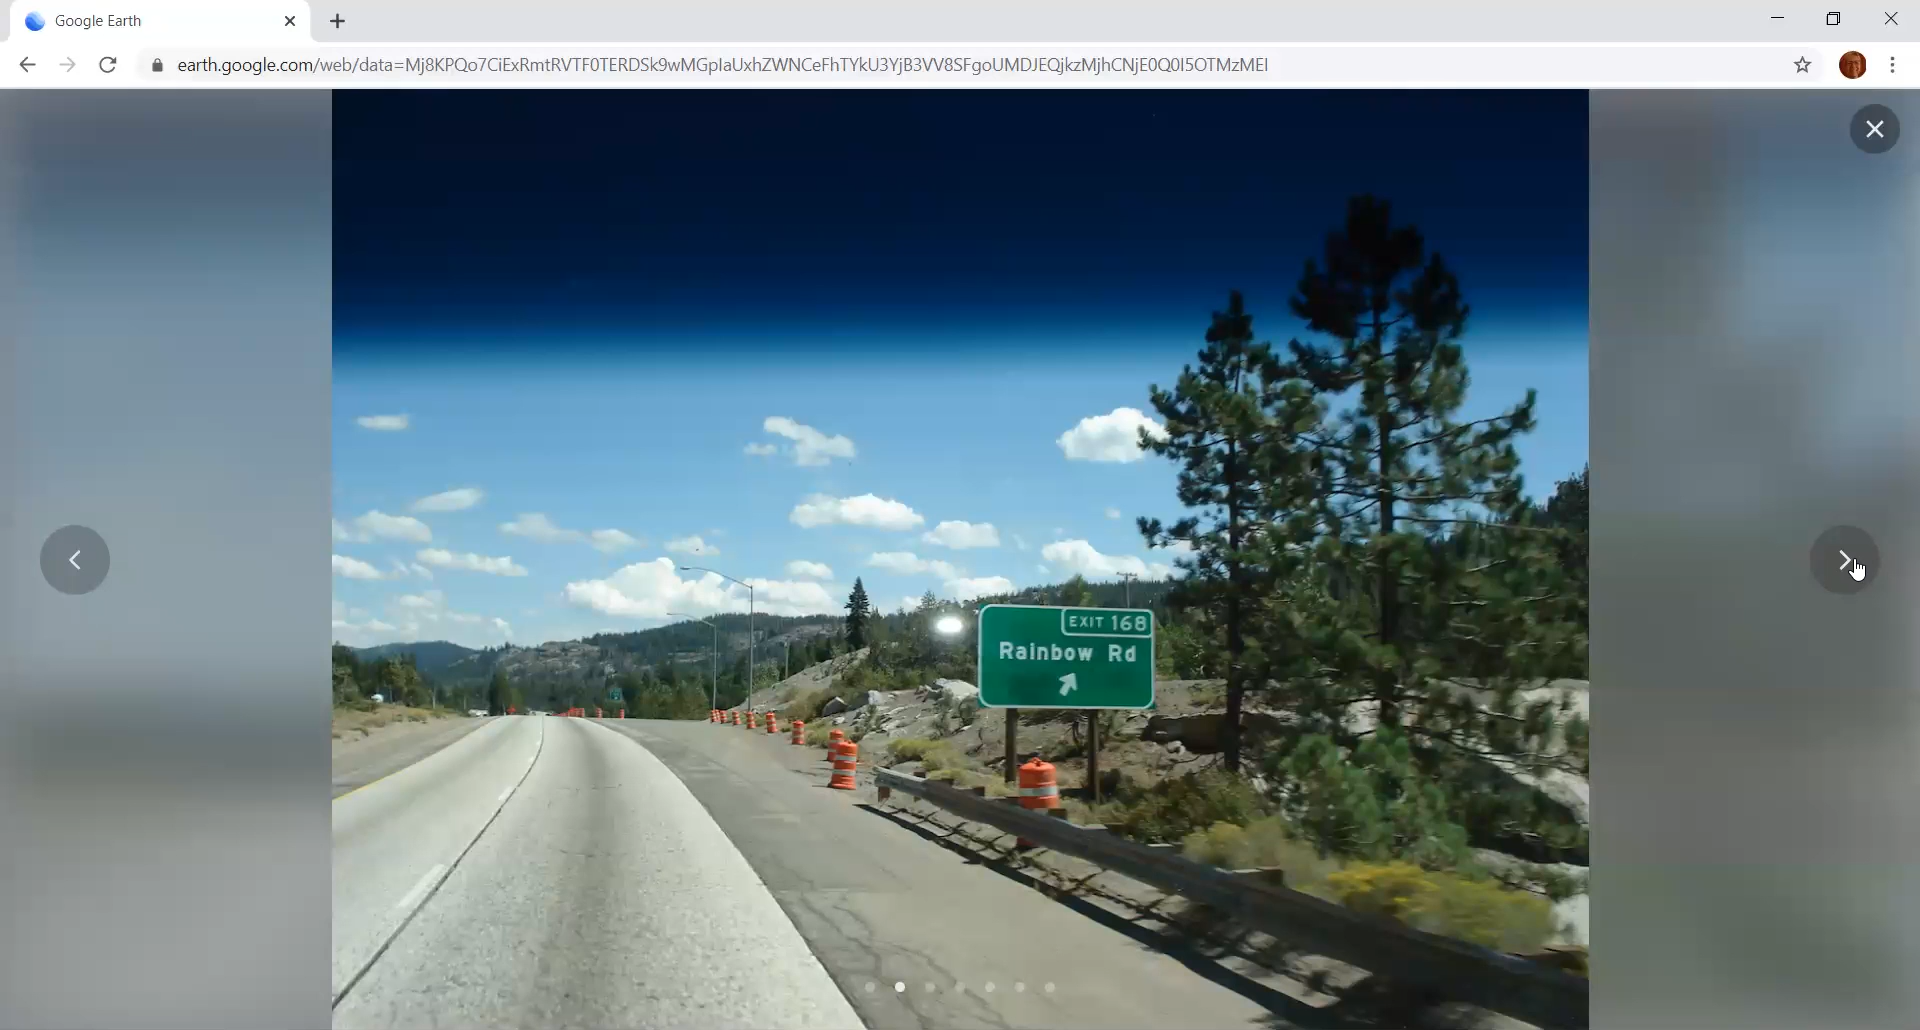 Google Earth
earth.google.com/web/data=Mj8KPQo7CiExRmtRVTF0TERDSk9wMGplaUxhZWNCeFhTYkU3YjB3VV8SFgoUMDJEQjkzMjhCNjE0Q0I5OTMzMEI
EXIT 168
Rainbow Rd